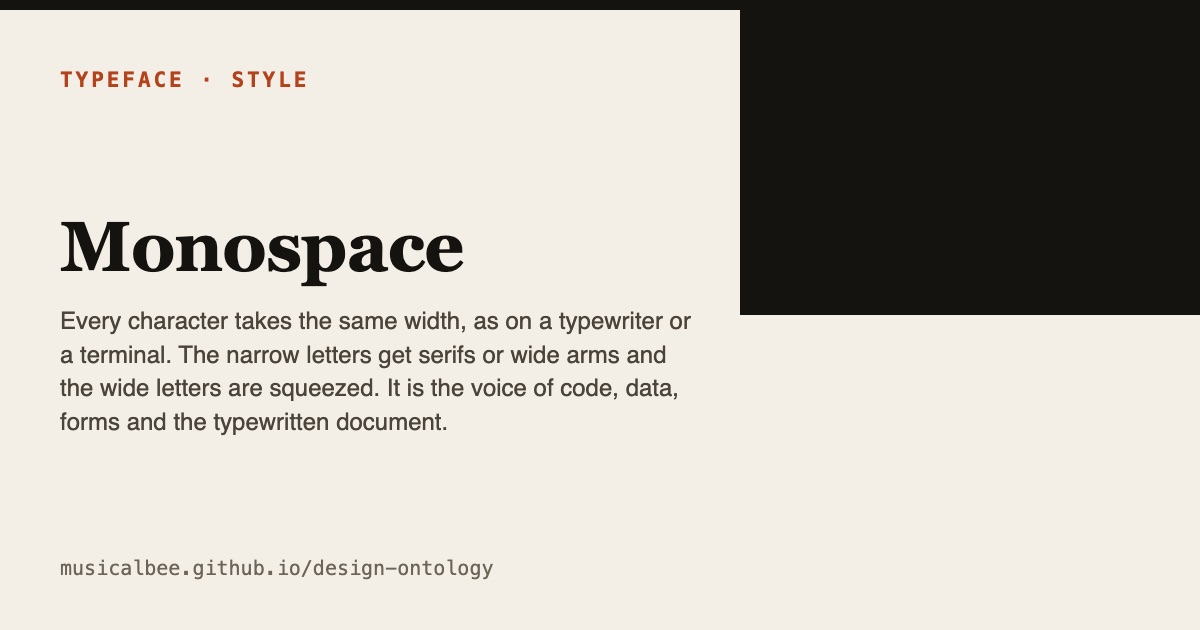 TYPEFACE · STYLE
Monospace
Every character takes the same width, as on a typewriter or
a terminal. The narrow letters get serifs or wide arms and
the wide letters are squeezed. It is the voice of code, data,
forms and the typewritten document.
musicalbee.github.io/design-ontology